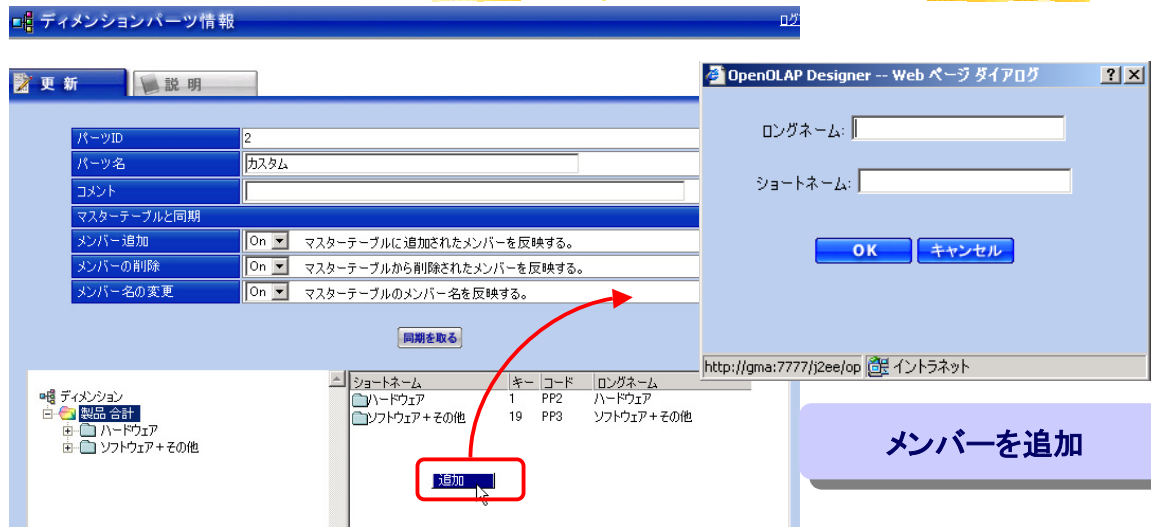 ディメンションパーツ情報
ログ
更 新
説 明
パーツID 2
パーツ名 カスタム
コメント
マスターテーブルと同期
メンバー追加 On マスターテーブルに追加されたメンバーを反映する。
メンバーの削除 On マスターテーブルから削除されたメンバーを反映する。
メンバー名の変更 On マスターテーブルのメンバー名を反映する。
同期を取る
ディメンション
製品 合計
ハードウェア
ソフトウェア+その他
ショートネーム キー コード ロングネーム
ハードウェア 1 PP2 ハードウェア
ソフトウェア+その他 19 PP3 ソフトウェア+その他
追加
OpenOLAP Designer -- Web ページ ダイアログ
ロングネーム:
ショートネーム:
OK キャンセル
http://gma:7777/j2ee/op イントラネット
メンバーを追加